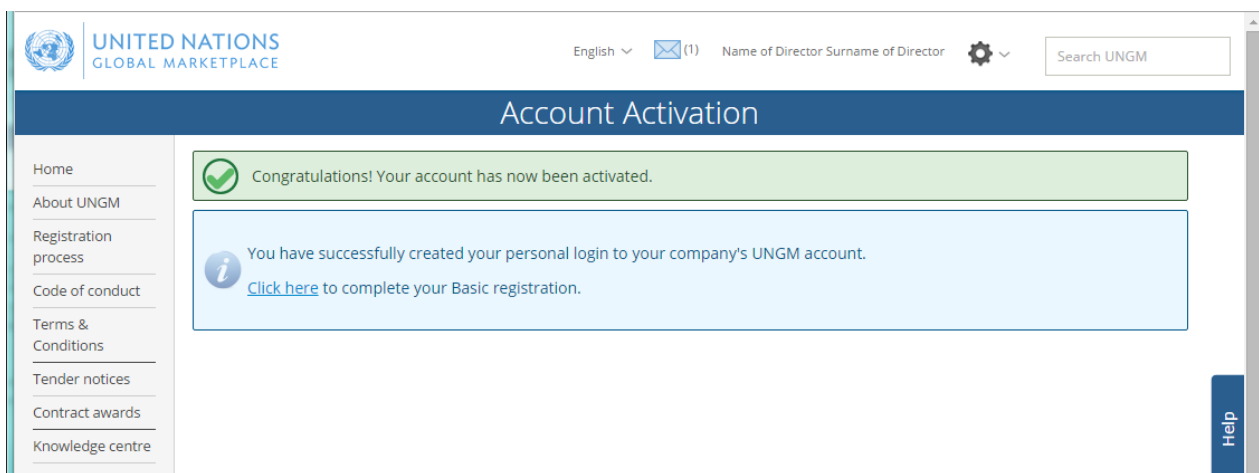 UNITED NATIONS
GLOBAL MARKETPLACE
English
(1)
Name of Director Surname of Director
Search UNGM
Account Activation
Home
About UNGM
Registration
process
Code of conduct
Terms &
Conditions
Tender notices
Contract awards
Knowledge centre
Congratulations! Your account has now been activated.
You have successfully created your personal login to your company's UNGM account.
Click here to complete your Basic registration.
Help